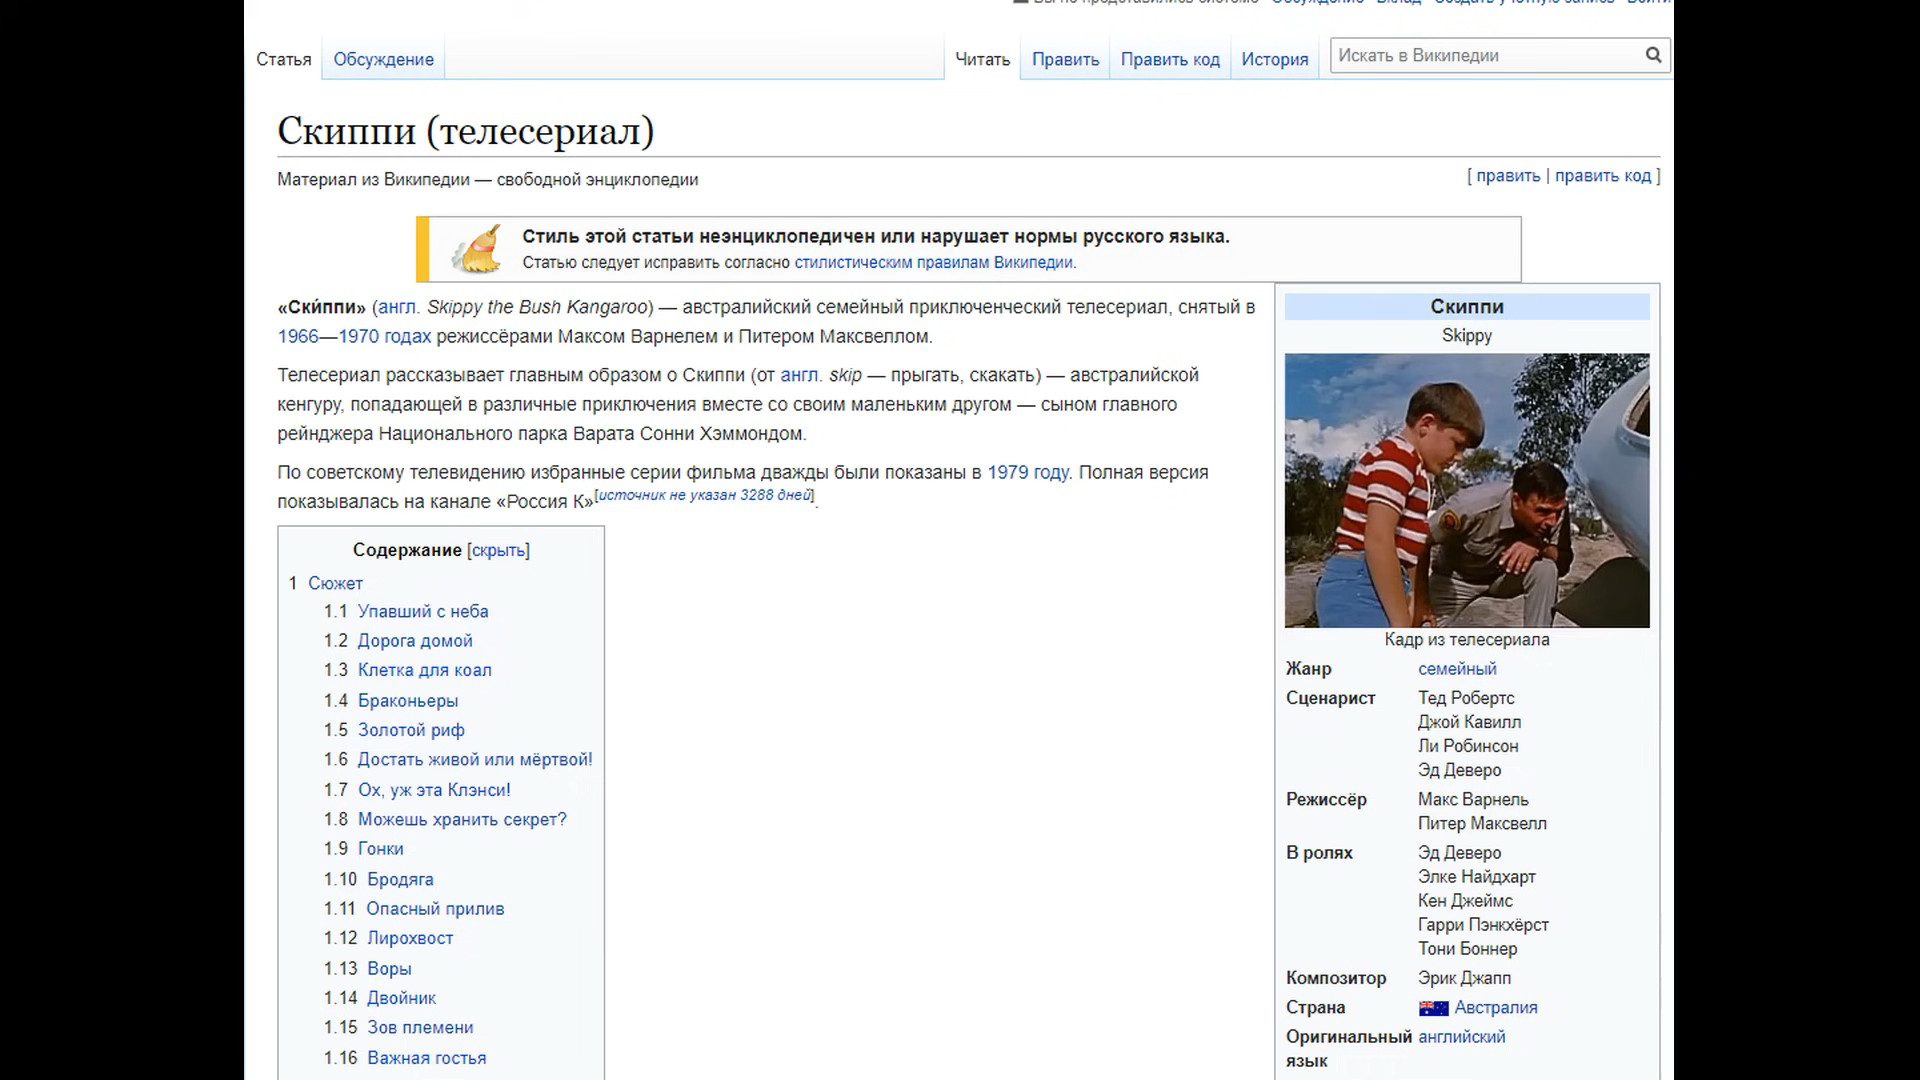 Вы не представились системе Обсуждение Вклад Создать учётную запись Войти
Статья Обсуждение Читать Править Править код История Искать в Википедии
Скиппи (телесериал)
Материал из Википедии — свободной энциклопедии [ править | править код ]
Стиль этой статьи неэнциклопедичен или нарушает нормы русского языка.
Статью следует исправить согласно стилистическим правилам Википедии.
«Ски́ппи» (англ. Skippy the Bush Kangaroo) — австралийский семейный приключенческий телесериал, снятый в
1966—1970 годах режиссёрами Максом Варнелем и Питером Максвеллом.
Телесериал рассказывает главным образом о Скиппи (от англ. skip — прыгать, скакать) — австралийской
кенгуру, попадающей в различные приключения вместе со своим маленьким другом — сыном главного
рейнджера Национального парка Варата Сонни Хэммондом.
По советскому телевидению избранные серии фильма дважды были показаны в 1979 году. Полная версия
показывалась на канале «Россия К»[источник не указан 3288 дней].
Содержание [скрыть]
1 Сюжет
1.1 Упавший с неба
1.2 Дорога домой
1.3 Клетка для коал
1.4 Браконьеры
1.5 Золотой риф
1.6 Достать живой или мёртвой!
1.7 Ох, уж эта Клэнси!
1.8 Можешь хранить секрет?
1.9 Гонки
1.10 Бродяга
1.11 Опасный прилив
1.12 Лирохвост
1.13 Воры
1.14 Двойник
1.15 Зов племени
1.16 Важная гостья
Скиппи
Skippy
Кадр из телесериала
Жанр семейный
Сценарист Тед Робертс
Джой Кавилл
Ли Робинсон
Эд Деверо
Режиссёр Макс Варнель
Питер Максвелл
В ролях Эд Деверо
Элке Найдхарт
Кен Джеймс
Гарри Пэнкхёрст
Тони Боннер
Композитор Эрик Джапп
Страна Австралия
Оригинальный английский
язык